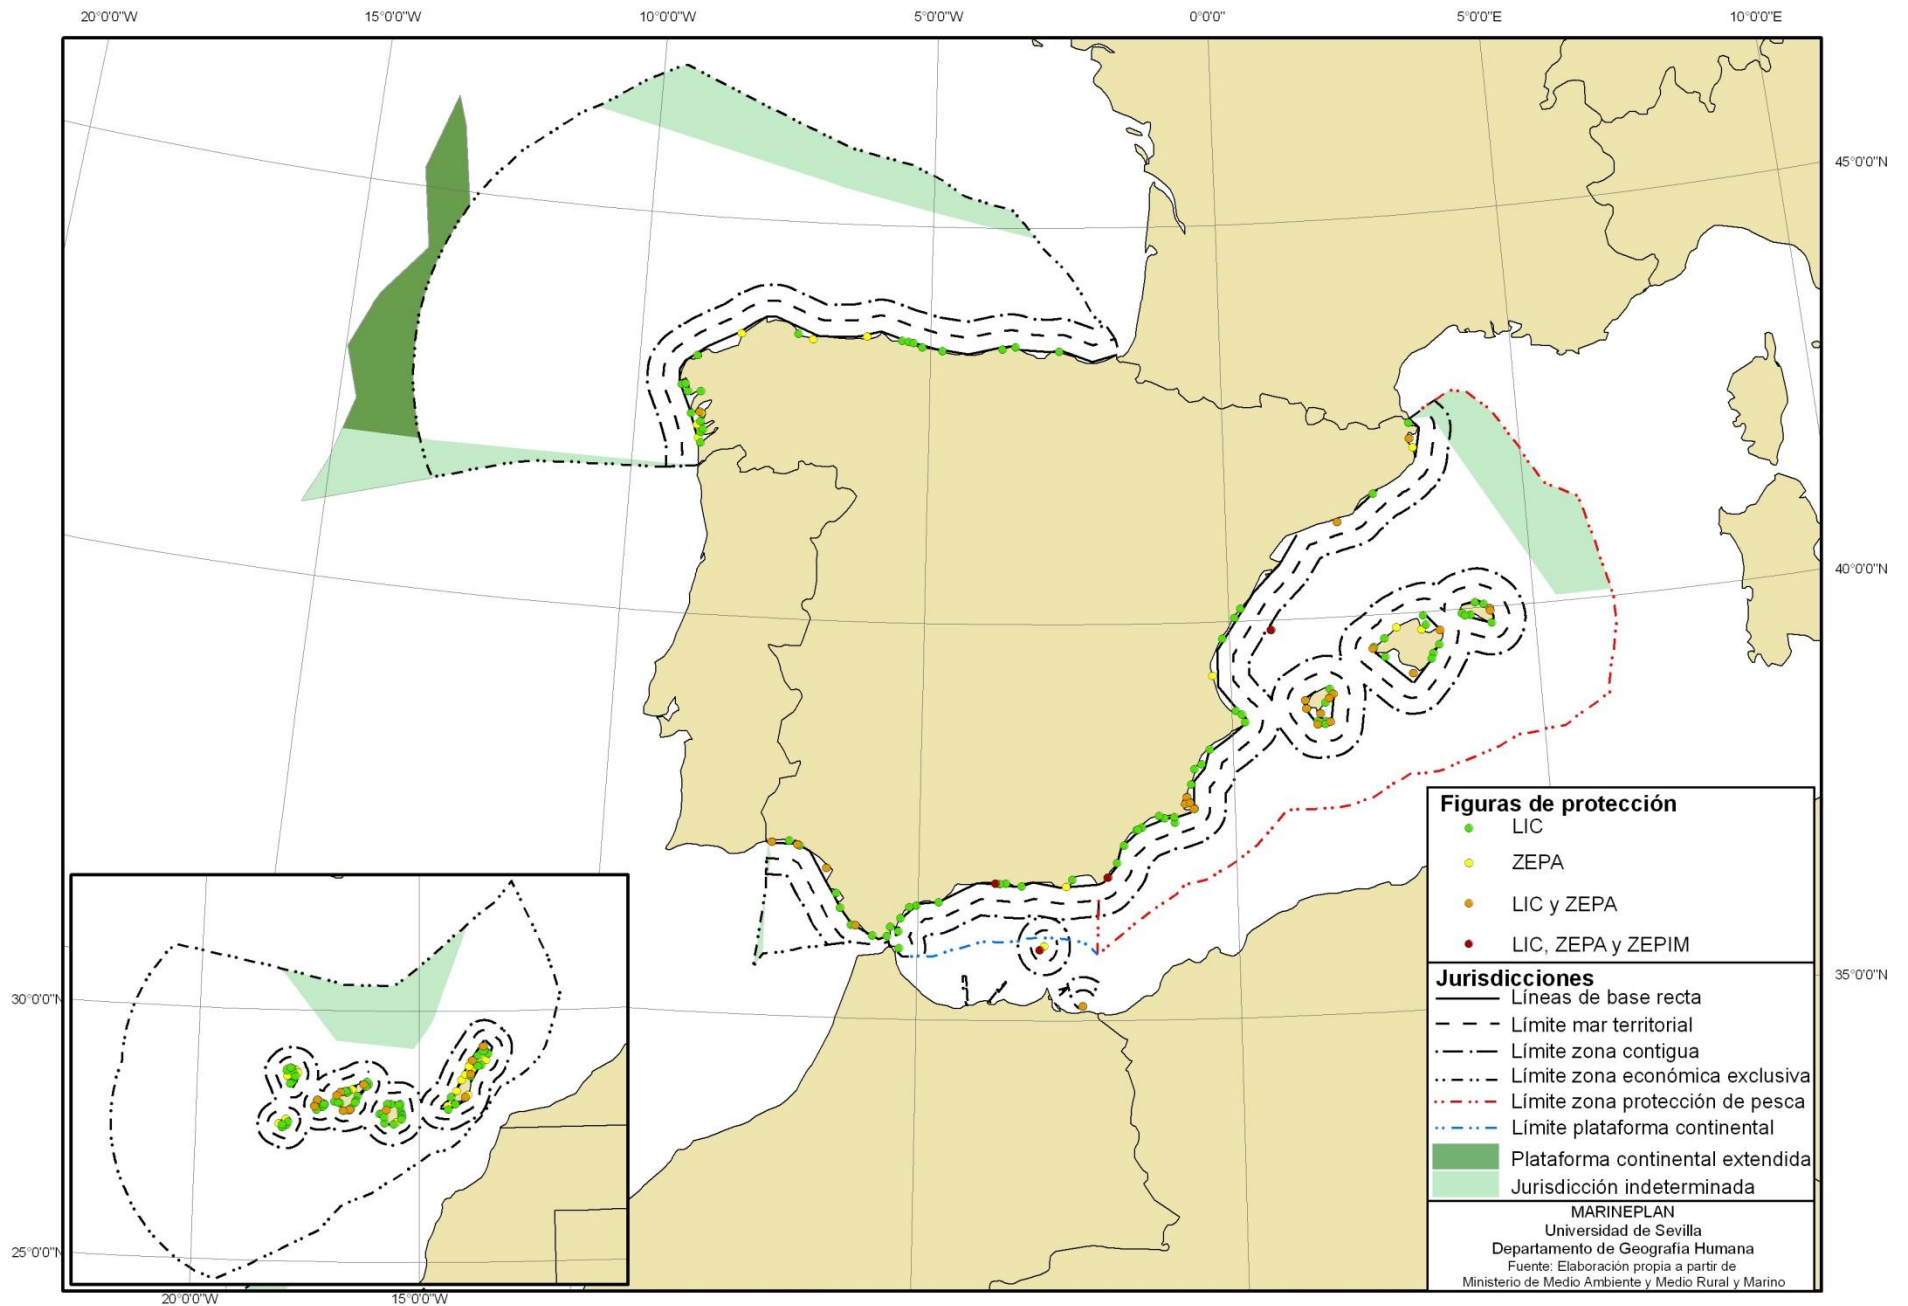 20°0'0"W 15°0'0"W 10°0'0"W 5°0'0"W 0°0'0" 5°0'0"E 10°0'0"E
45°0'0"N
40°0'0"N
35°0'0"N
30°0'0"N
25°0'0"N
20°0'0"W 15°0'0"W
Figuras de protección
LIC
ZEPA
LIC y ZEPA
LIC, ZEPA y ZEPIM
Jurisdicciones
Líneas de base recta
Límite mar territorial
Límite zona contigua
Límite zona económica exclusiva
Límite zona protección de pesca
Límite plataforma continental
Plataforma continental extendida
Jurisdicción indeterminada
MARINEPLAN
Universidad de Sevilla
Departamento de Geografía Humana
Fuente: Elaboración propia a partir de
Ministerio de Medio Ambiente y Medio Rural y Marino